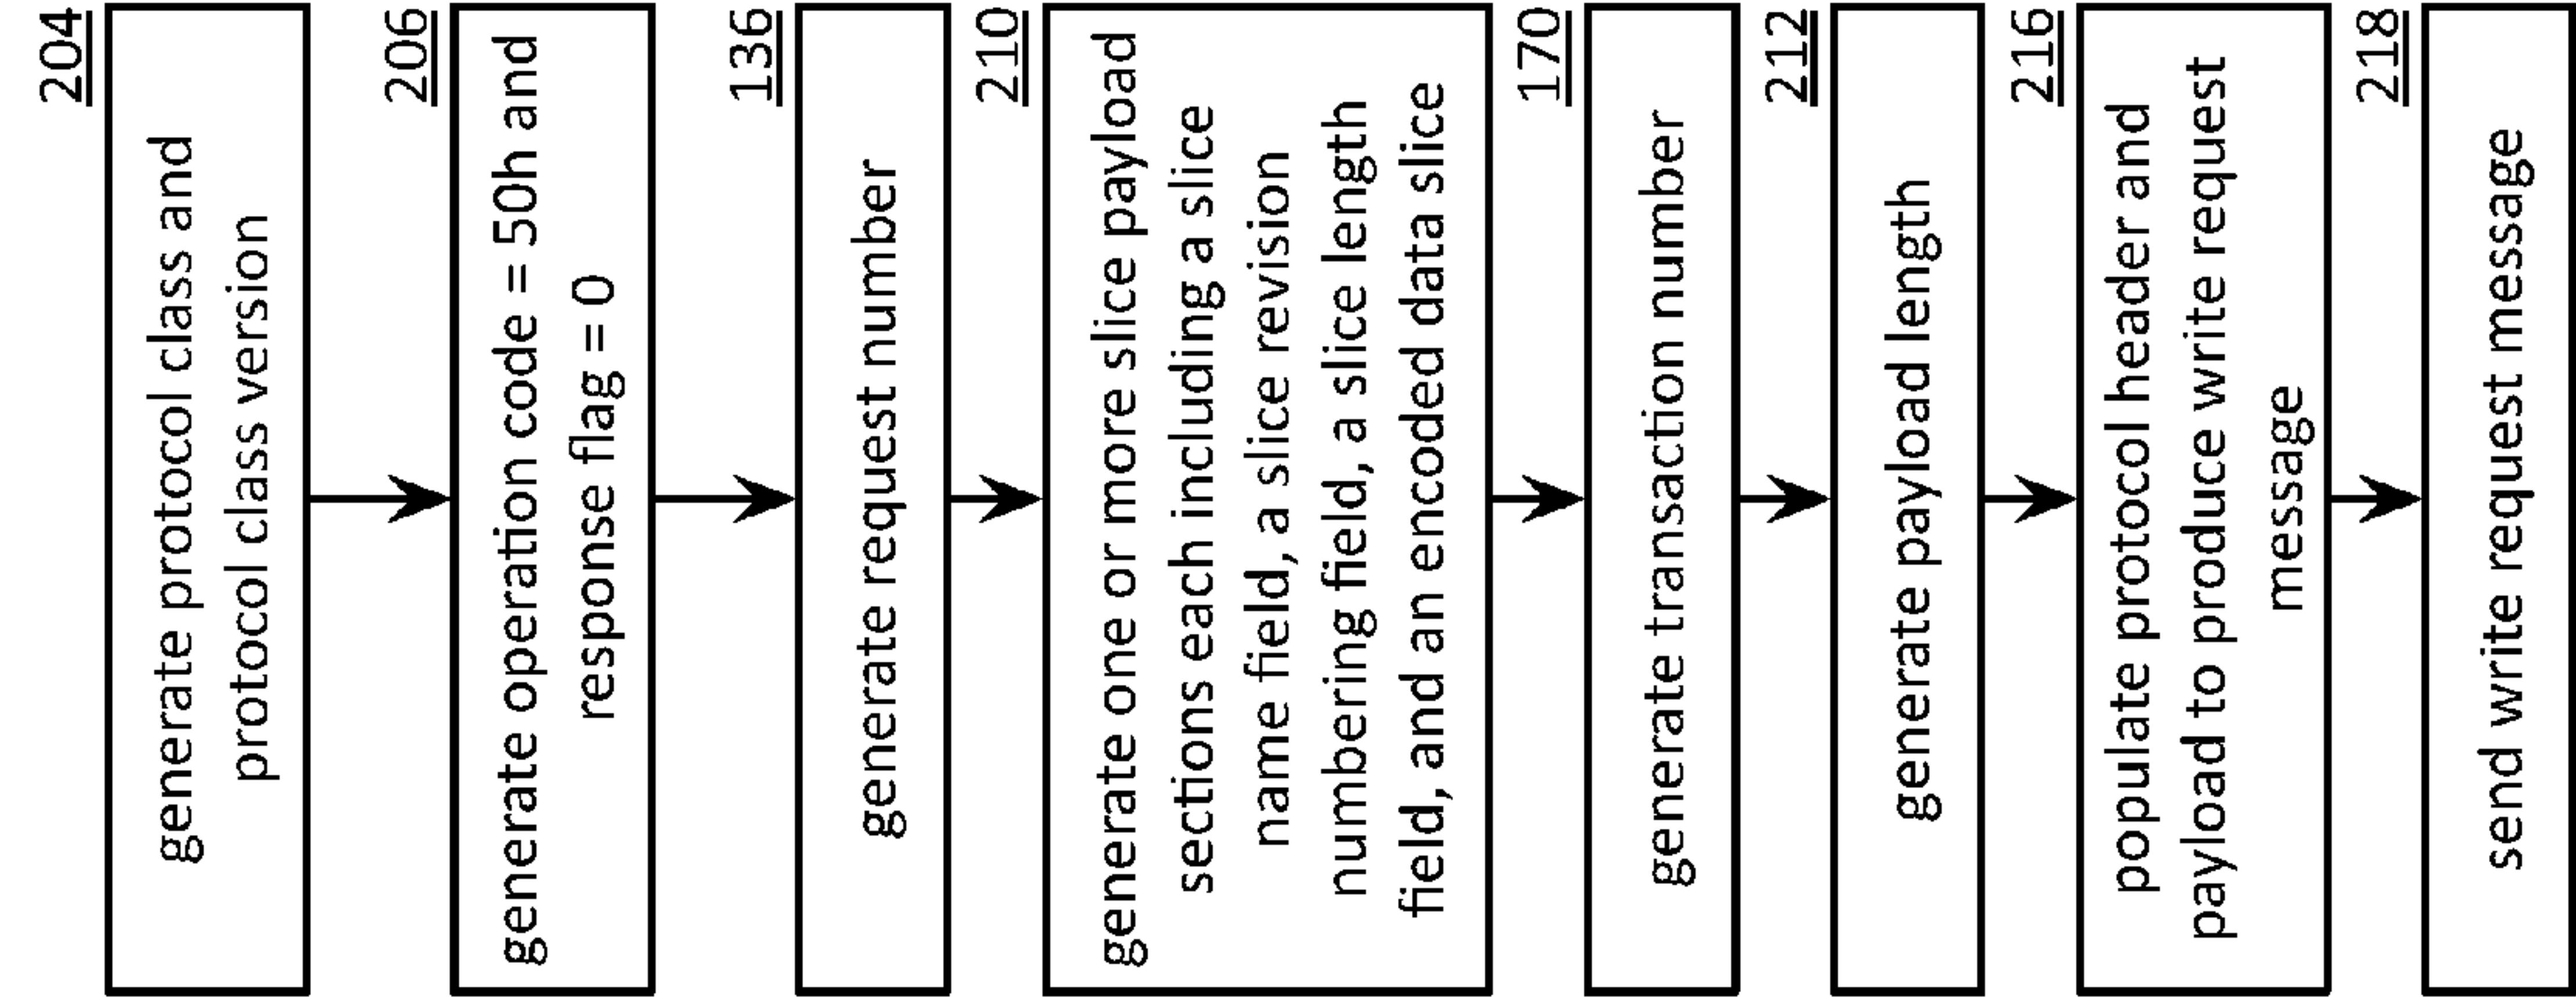 204
generate protocol class and
protocol class version
206
generate operation code = 50h and
response flag = 0
136
generate request number
210
generate one or more slice payload
sections each including a slice
name field, a slice revision
numbering field, a slice length
field, and an encoded data slice
170
generate transaction number
212
generate payload length
216
populate protocol header and
payload to produce write request
message
218
send write request message